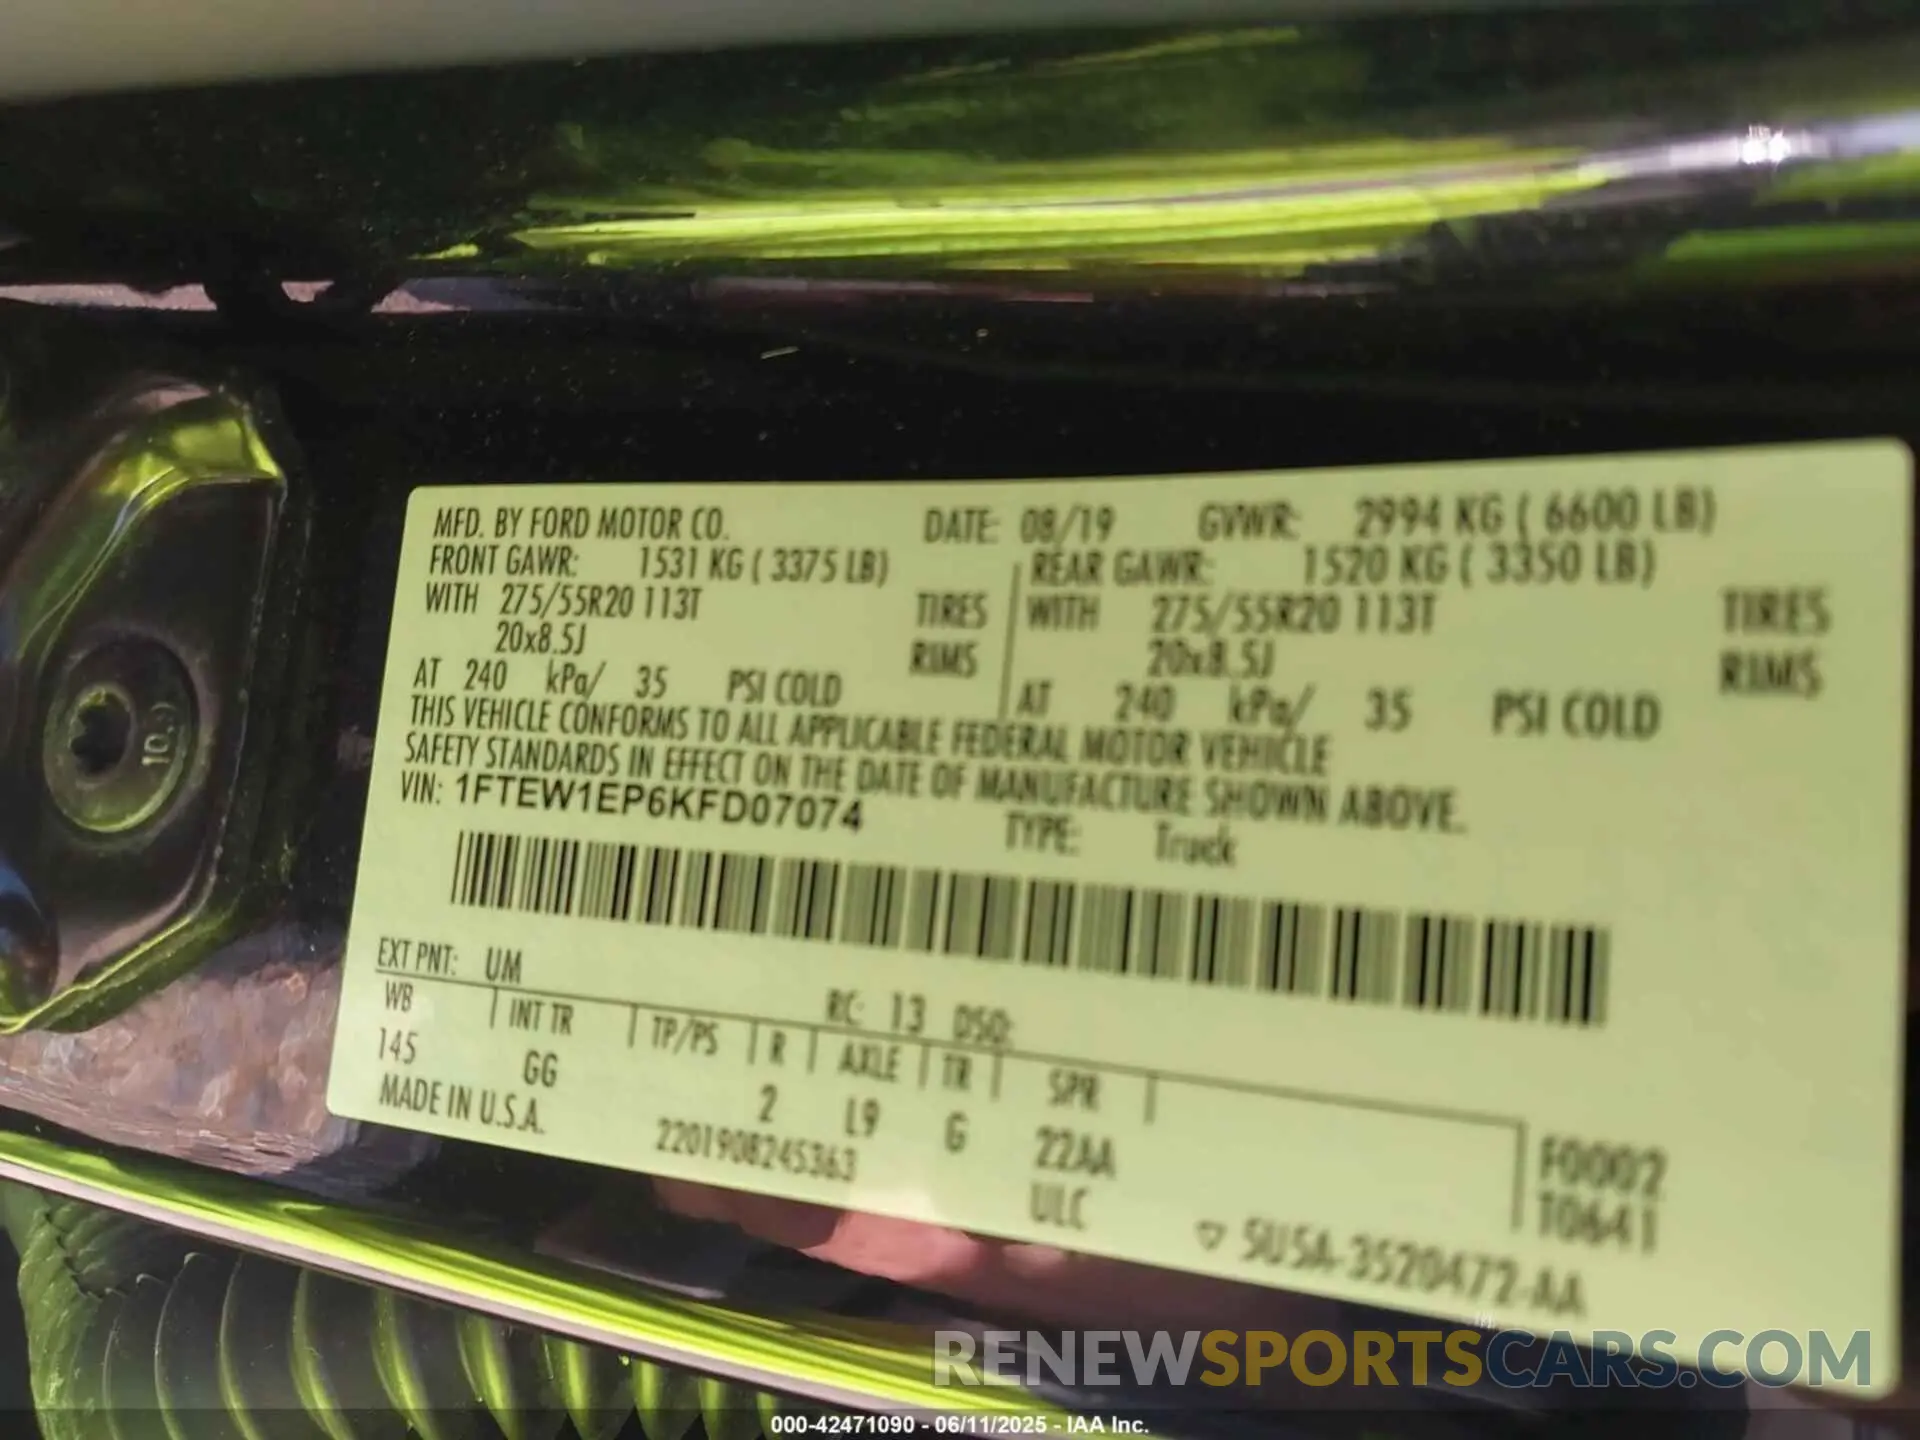 MFD. BY FORD MOTOR CO. DATE: 08/19 GVWR: 2994 KG ( 6600 LB)
FRONT GAWR: 1531 KG ( 3375 LB) REAR GAWR: 1520 KG ( 3350 LB)
WITH 275/55R20 113T TIRES WITH 275/55R20 113T TIRES
20x8.5J RIMS 20x8.5J RIMS
AT 240 kPa/ 35 PSI COLD AT 240 kPa/ 35 PSI COLD
THIS VEHICLE CONFORMS TO ALL APPLICABLE FEDERAL MOTOR VEHICLE
SAFETY STANDARDS IN EFFECT ON THE DATE OF MANUFACTURE SHOWN ABOVE.
VIN: 1FTEW1EP6KFD07074 TYPE: Truck
EXT PNT: UM RC: 13 DSO:
WB INT TR TP/PS R AXLE TR SPR
145 GG 2 L9 G 22AA F0002
MADE IN U.S.A. 2201908245363 ULC T0641
▽ 5U5A-3520472-AA
10.9
RENEWSPORTSCARS.COM
000-42471090 - 06/11/2025 - IAA Inc.